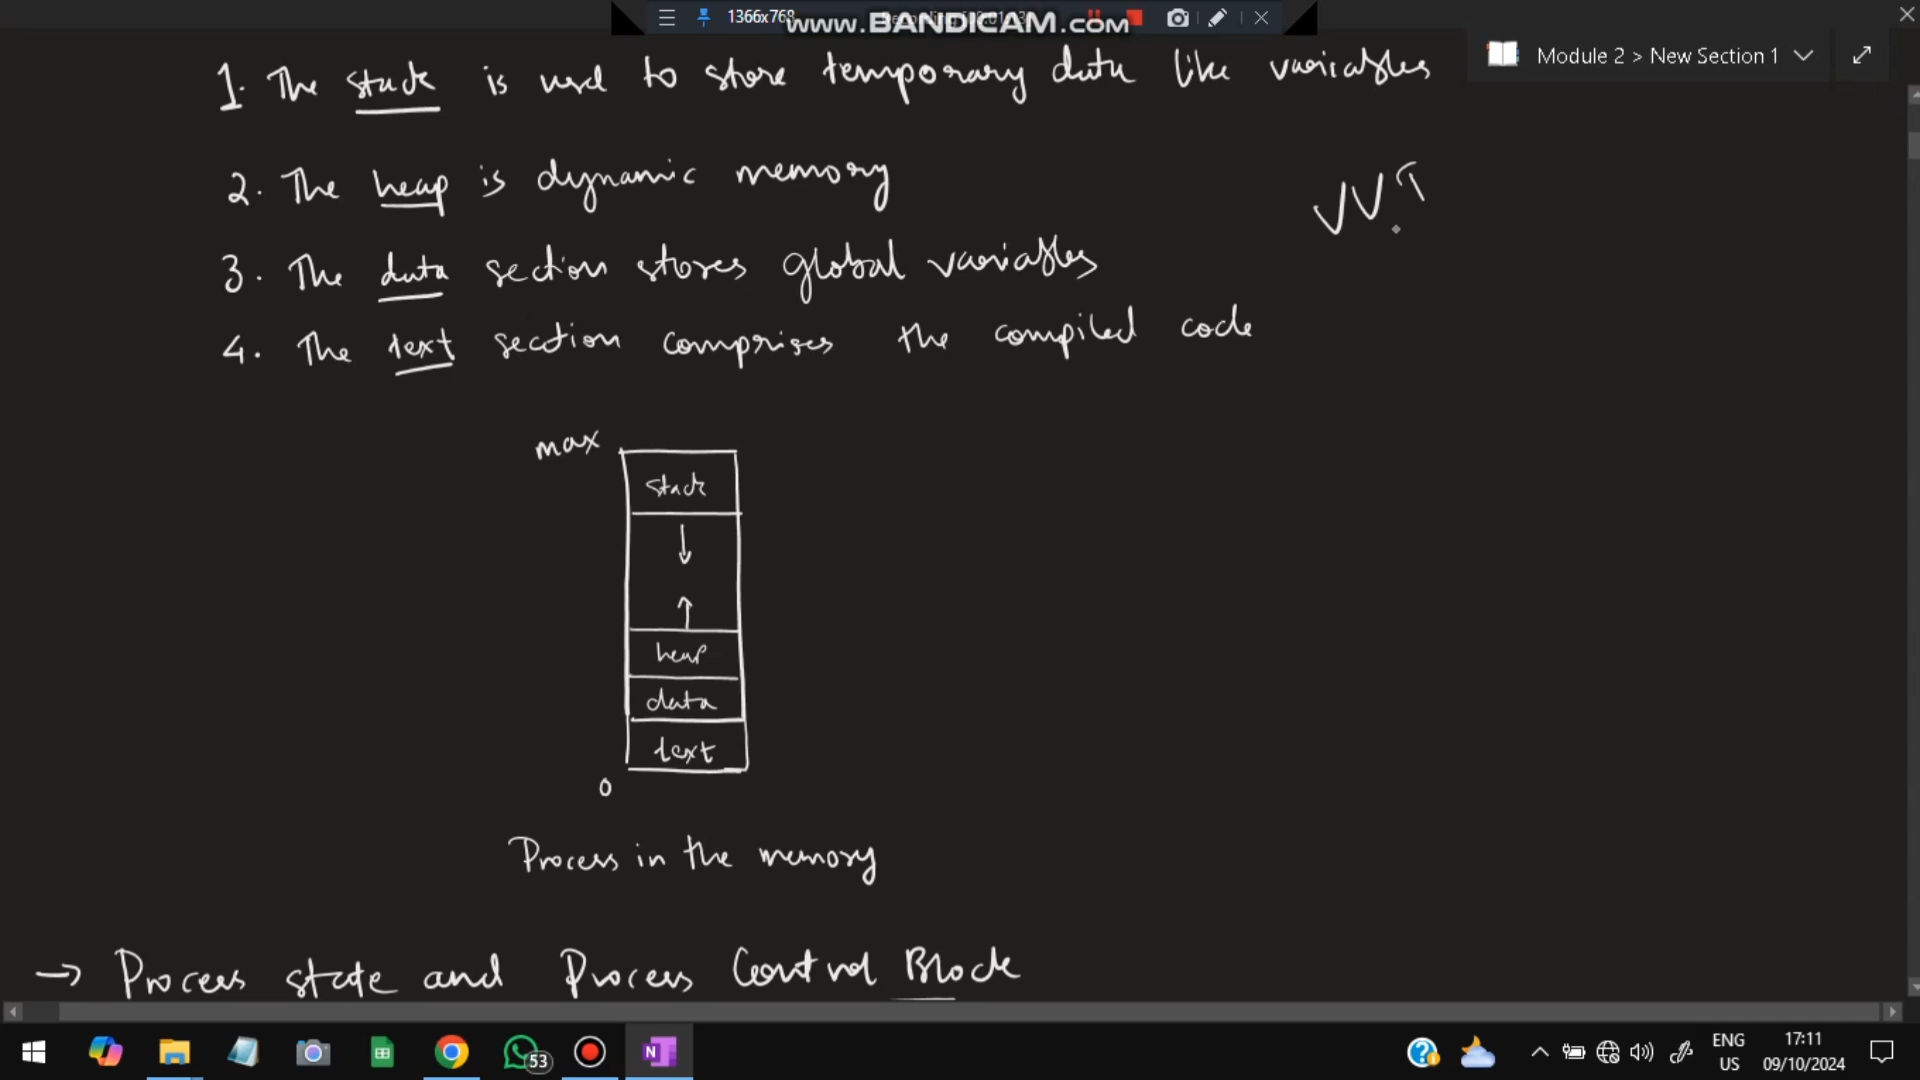 1366x768
www.BANDICAM.com
Module 2 > New Section 1
1. The stack is used to store temporary data like variables
2. The heap is dynamic memory
VV
3. The data section stores global variables
4. The text section comprises the compiled code
max
stack
heap
data
text
0
Process in the memory
→ Process state and Process Control Block
53
N
ENG
US
17:11
09/10/2024